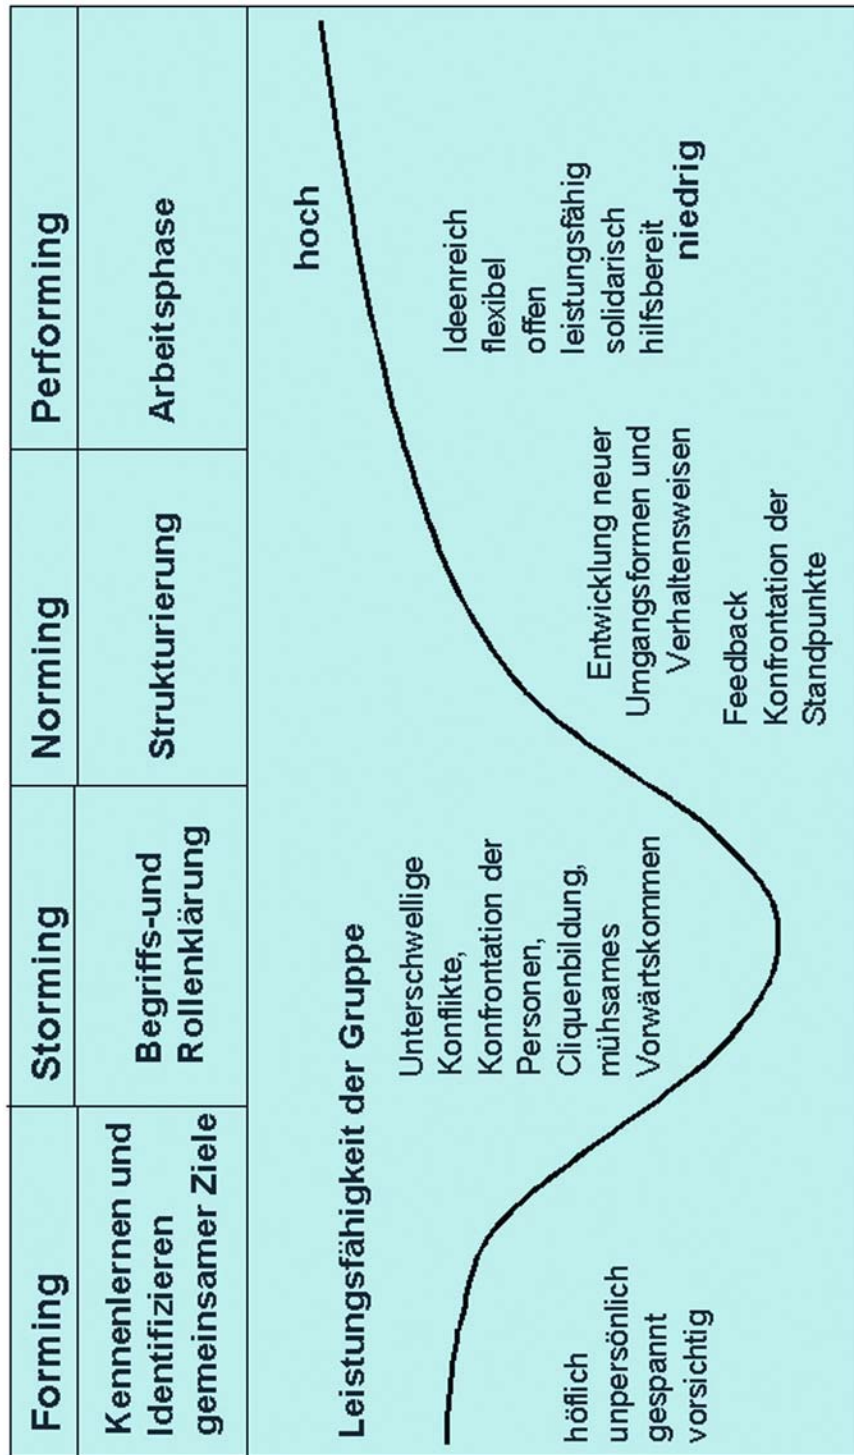 Forming
Storming
Norming
Performing
Kennenlernen und
Identifizieren
gemeinsamer Ziele
Begriffs-und
Rollenklärung
Strukturierung
Arbeitsphase
Leistungsfähigkeit der Gruppe
hoch
höflich
unpersönlich
gespannt
vorsichtig
Unterschwellige
Konflikte,
Konfrontation der
Personen,
Cliquenbildung,
mühsames
Vorwärtskommen
Entwicklung neuer
Umgangsformen und
Verhaltensweisen
Feedback
Konfrontation der
Standpunkte
Ideenreich
flexibel
offen
leistungsfähig
solidarisch
hilfsbereit
niedrig